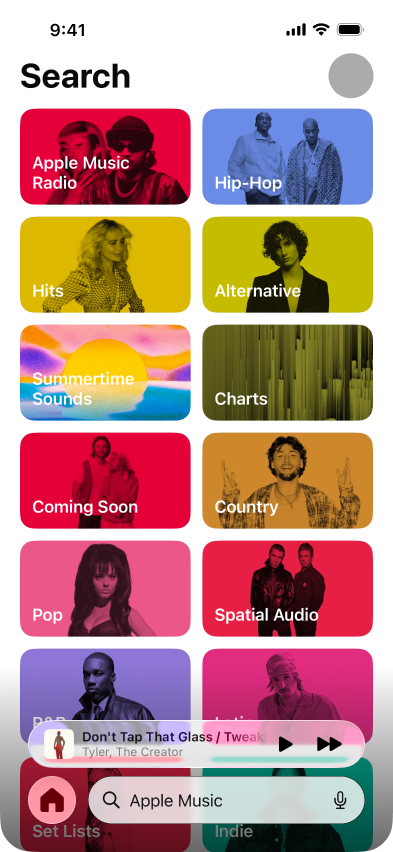 9:41
Search
Apple Music
Radio
Hip-Hop
Hits
Alternative
Summertime
Sounds
Charts
Coming Soon
Country
Pop
Spatial Audio
R&B
Latin
Don't Tap That Glass / Tweaki
Tyler, The Creator
Apple Music
Set Lists
Indie